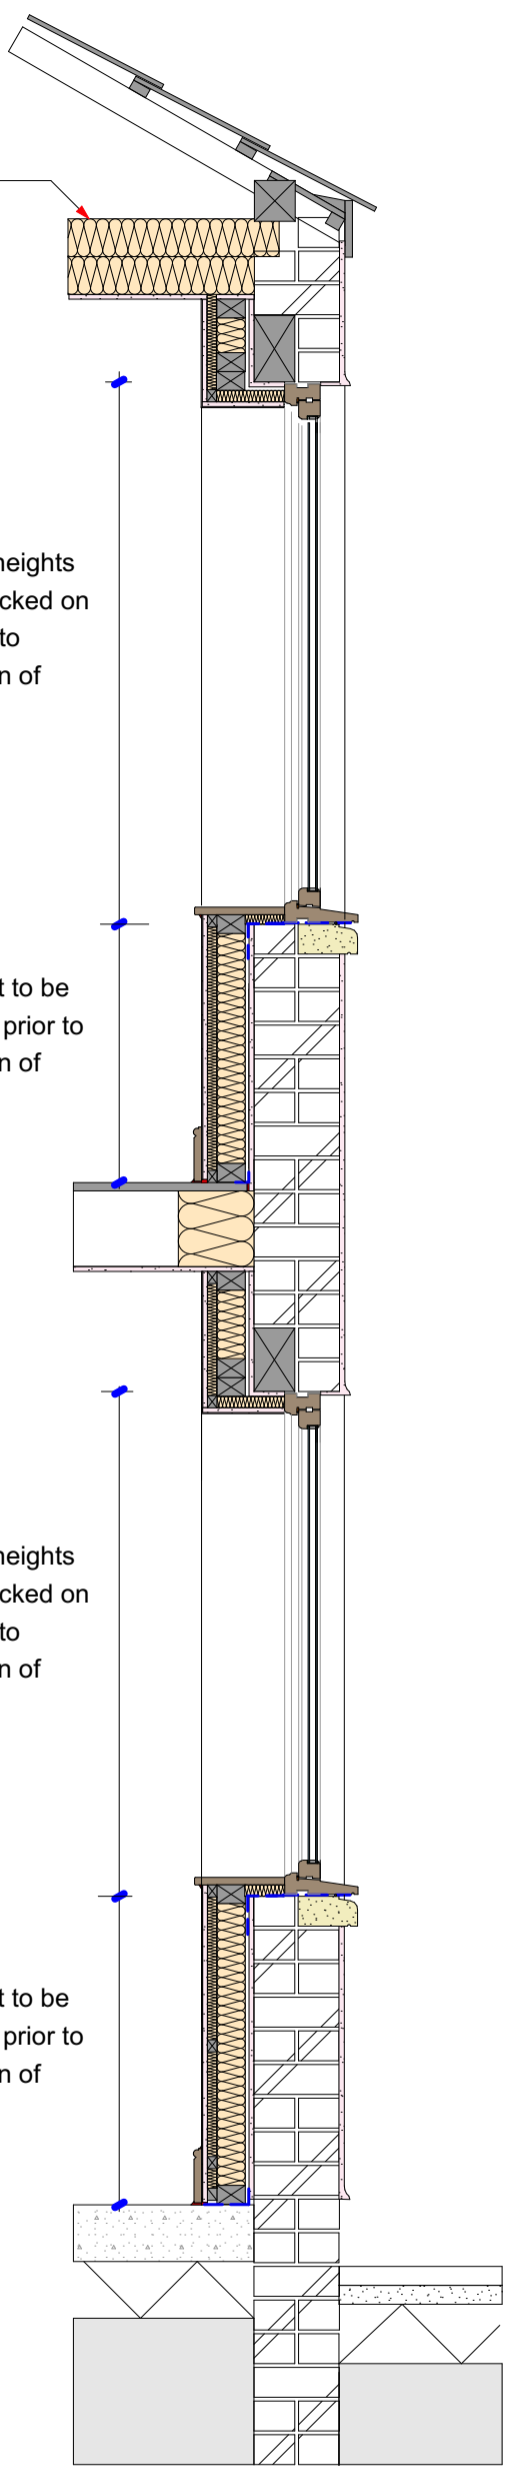 heights
cked on
to
n of
t to be
prior to
n of
heights
cked on
to
n of
t to be
prior to
n of